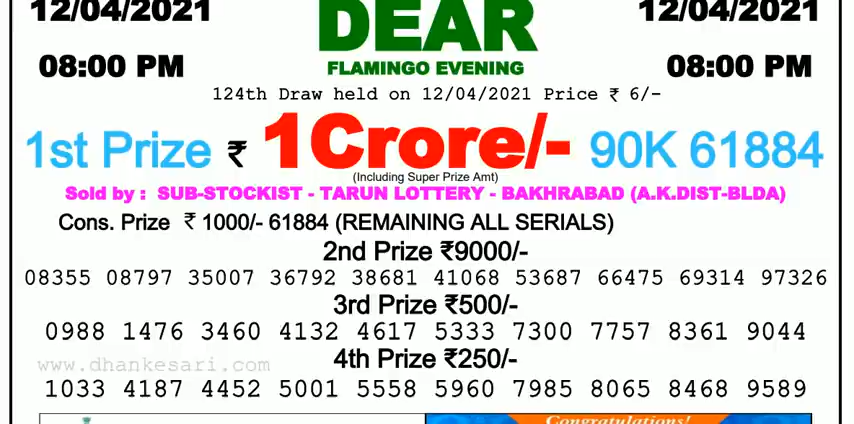 12/04/2021 DEAR 12/04/2021
08:00 PM FLAMINGO EVENING 08:00 PM
124th Draw held on 12/04/2021 Price ₹ 6/-
1st Prize ₹ 1Crore/- 90K 61884
(Including Super Prize Amt)
Sold by : SUB-STOCKIST - TARUN LOTTERY - BAKHRABAD (A.K.DIST-BLDA)
Cons. Prize ₹ 1000/- 61884 (REMAINING ALL SERIALS)
2nd Prize ₹9000/-
08355 08797 35007 36792 38681 41068 53687 66475 69314 97326
3rd Prize ₹500/-
0988 1476 3460 4132 4617 5333 7300 7757 8361 9044
www.dhankesari.com
4th Prize ₹250/-
1033 4187 4452 5001 5558 5960 7985 8065 8468 9589
Congratulations!